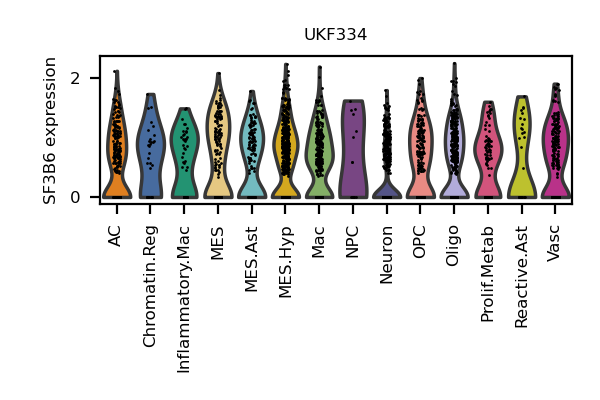 UKF334
SF3B6 expression
2
0
AC
Chromatin.Reg
Inflammatory.Mac
MES
MES.Ast
MES.Hyp
Mac
NPC
Neuron
OPC
Oligo
Prolif.Metab
Reactive.Ast
Vasc